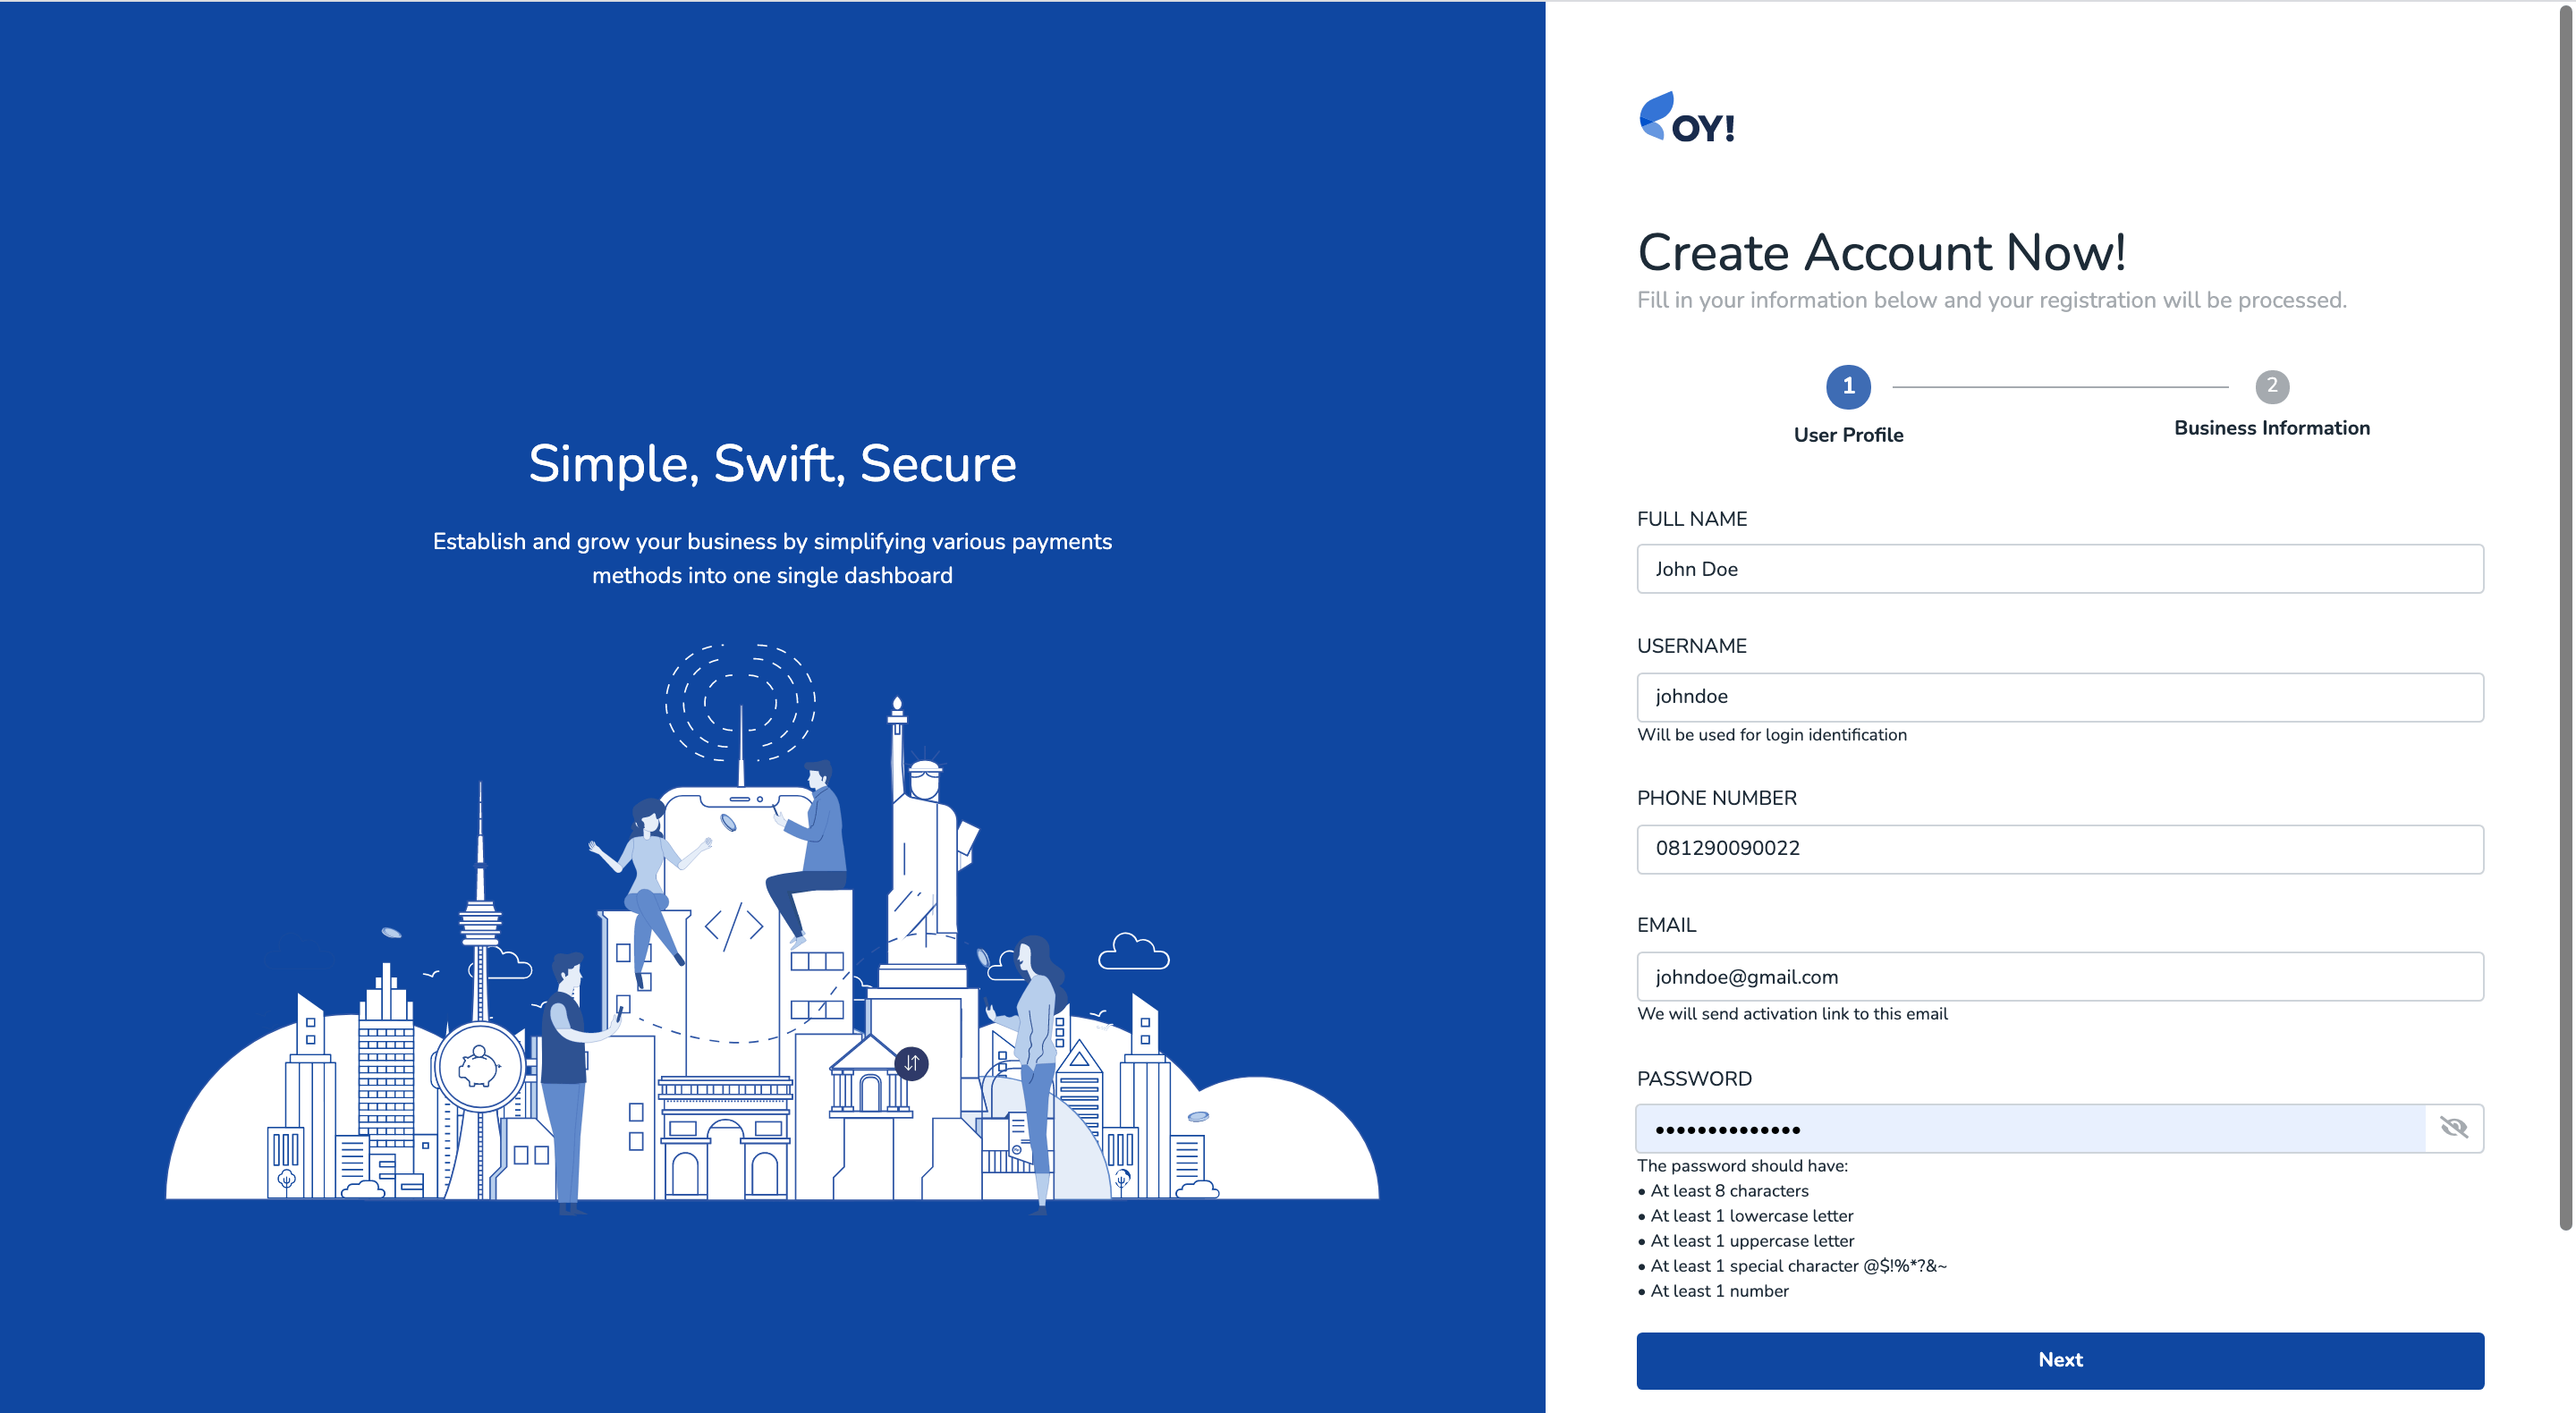 Simple, Swift, Secure
Establish and grow your business by simplifying various payments
methods into one single dashboard
OY!
Create Account Now!
Fill in your information below and your registration will be processed.
1
User Profile
2
Business Information
FULL NAME
John Doe
USERNAME
johndoe
Will be used for login identification
PHONE NUMBER
081290090022
EMAIL
johndoe@gmail.com
We will send activation link to this email
PASSWORD
••••••••••••••
The password should have:
• At least 8 characters
• At least 1 lowercase letter
• At least 1 uppercase letter
• At least 1 special character @$!%*?&~
• At least 1 number
Next